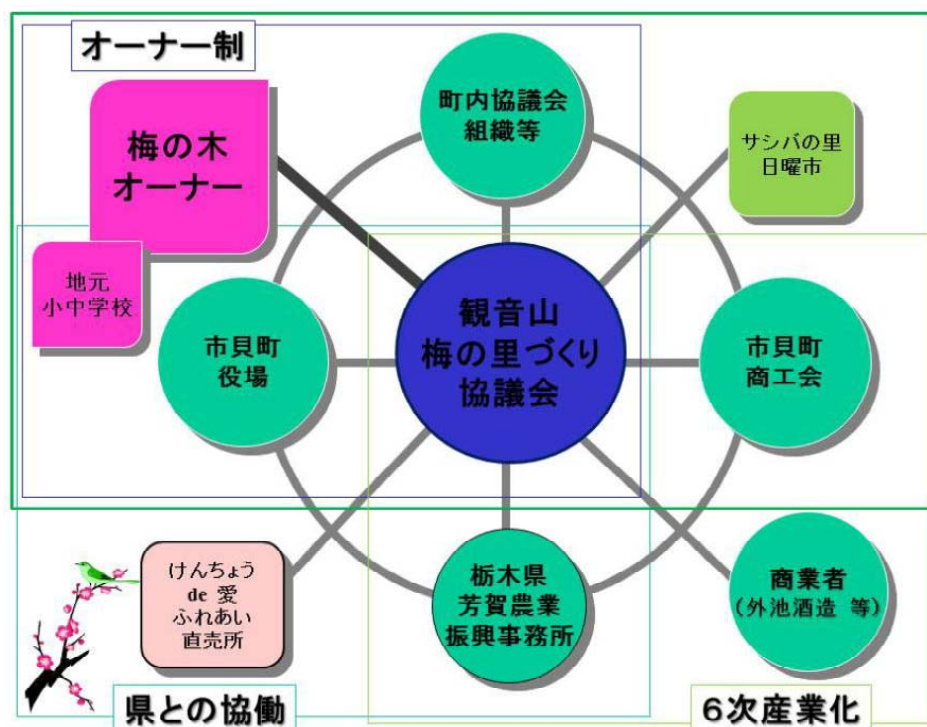 オーナー制
町内協議会
組織等
梅の木
オーナー
サシバの里
日曜市
地元
小中学校
観音山
梅の里づくり
協議会
市貝町
役場
市貝町
商工会
けんちょう
de 愛
ふれあい
直売所
栃木県
芳賀農業
振興事務所
商業者
(外池酒造 等)
県との協働
6次産業化